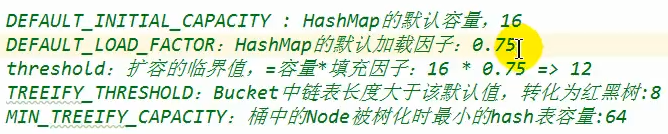 DEFAULT_INITIAL_CAPACITY : HashMap的默认容量，16
DEFAULT_LOAD_FACTOR：HashMap的默认加载因子：0.75
threshold：扩容的临界值，=容量*填充因子：16 * 0.75 => 12
TREEIFY_THRESHOLD：Bucket中链表长度大于该默认值，转化为红黑树:8
MIN_TREEIFY_CAPACITY：桶中的Node被树化时最小的hash表容量:64